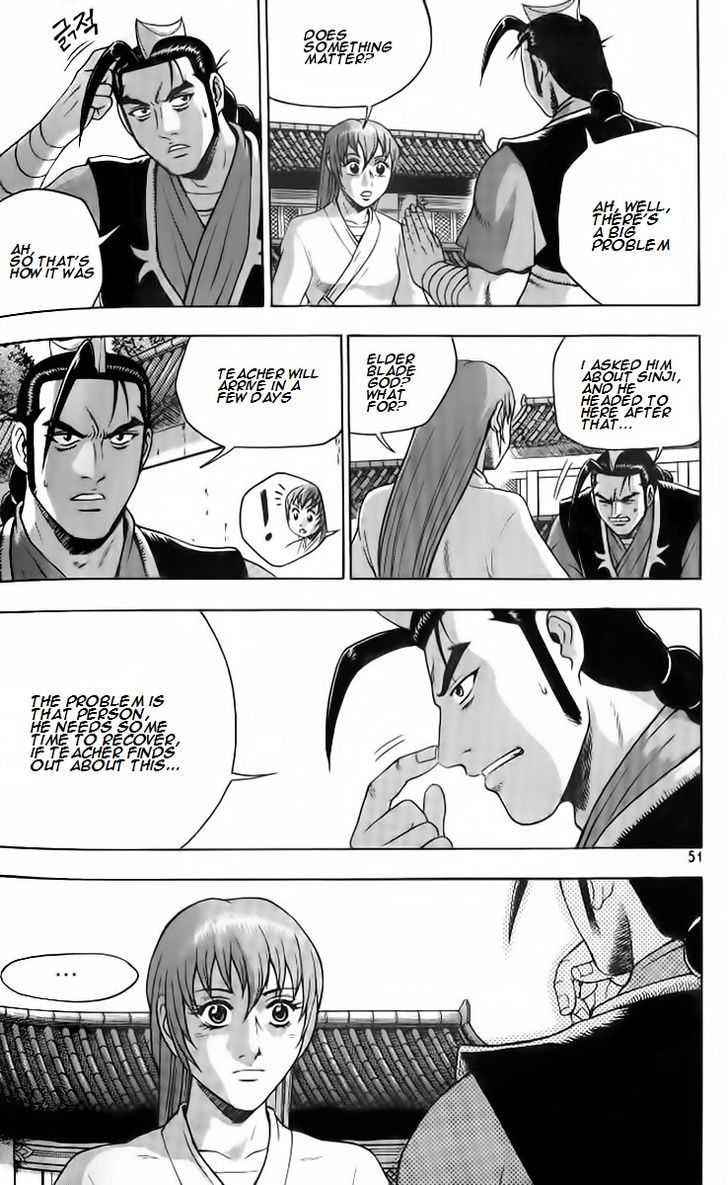 긁적
AH,
SO THAT'S
HOW IT WAS
DOES
SOMETHING
MATTER?
AH, WELL,
THERE'S
A BIG
PROBLEM
TEACHER WILL
ARRIVE IN A
FEW DAYS
!
ELDER
BLADE
GOD?
WHAT
FOR?
I ASKED HIM
ABOUT SINJI,
AND HE
HEADED TO
HERE AFTER
THAT...
THE PROBLEM IS
THAT PERSON,
HE NEEDS SOME
TIME TO RECOVER,
IF TEACHER FINDS
OUT ABOUT THIS...
51
...